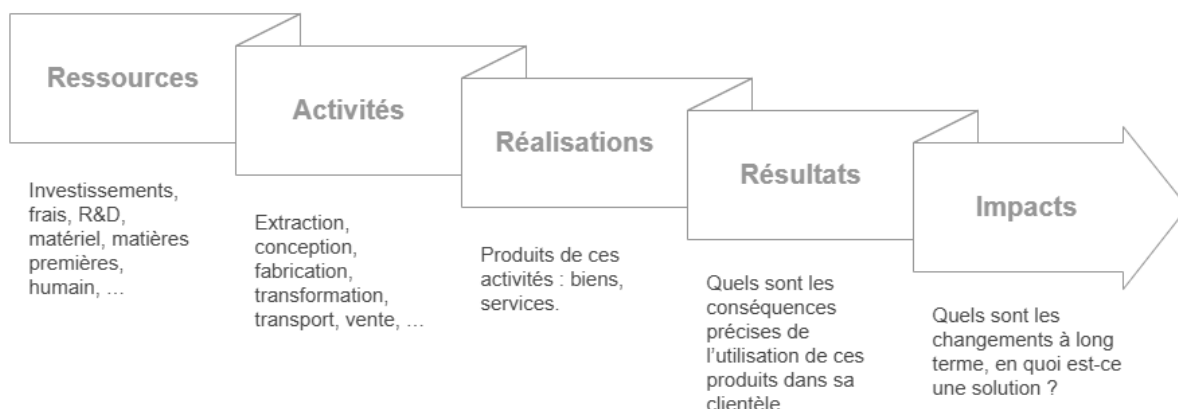 Ressources
Investissements,
frais, R&D,
matériel, matières
premières,
humain, …
Activités
Extraction,
conception,
fabrication,
transformation,
transport, vente, …
Réalisations
Produits de ces
activités : biens,
services.
Résultats
Quels sont les
conséquences
précises de
l’utilisation de ces
produits dans sa
clientèle
Impacts
Quels sont les
changements à long
terme, en quoi est-ce
une solution ?